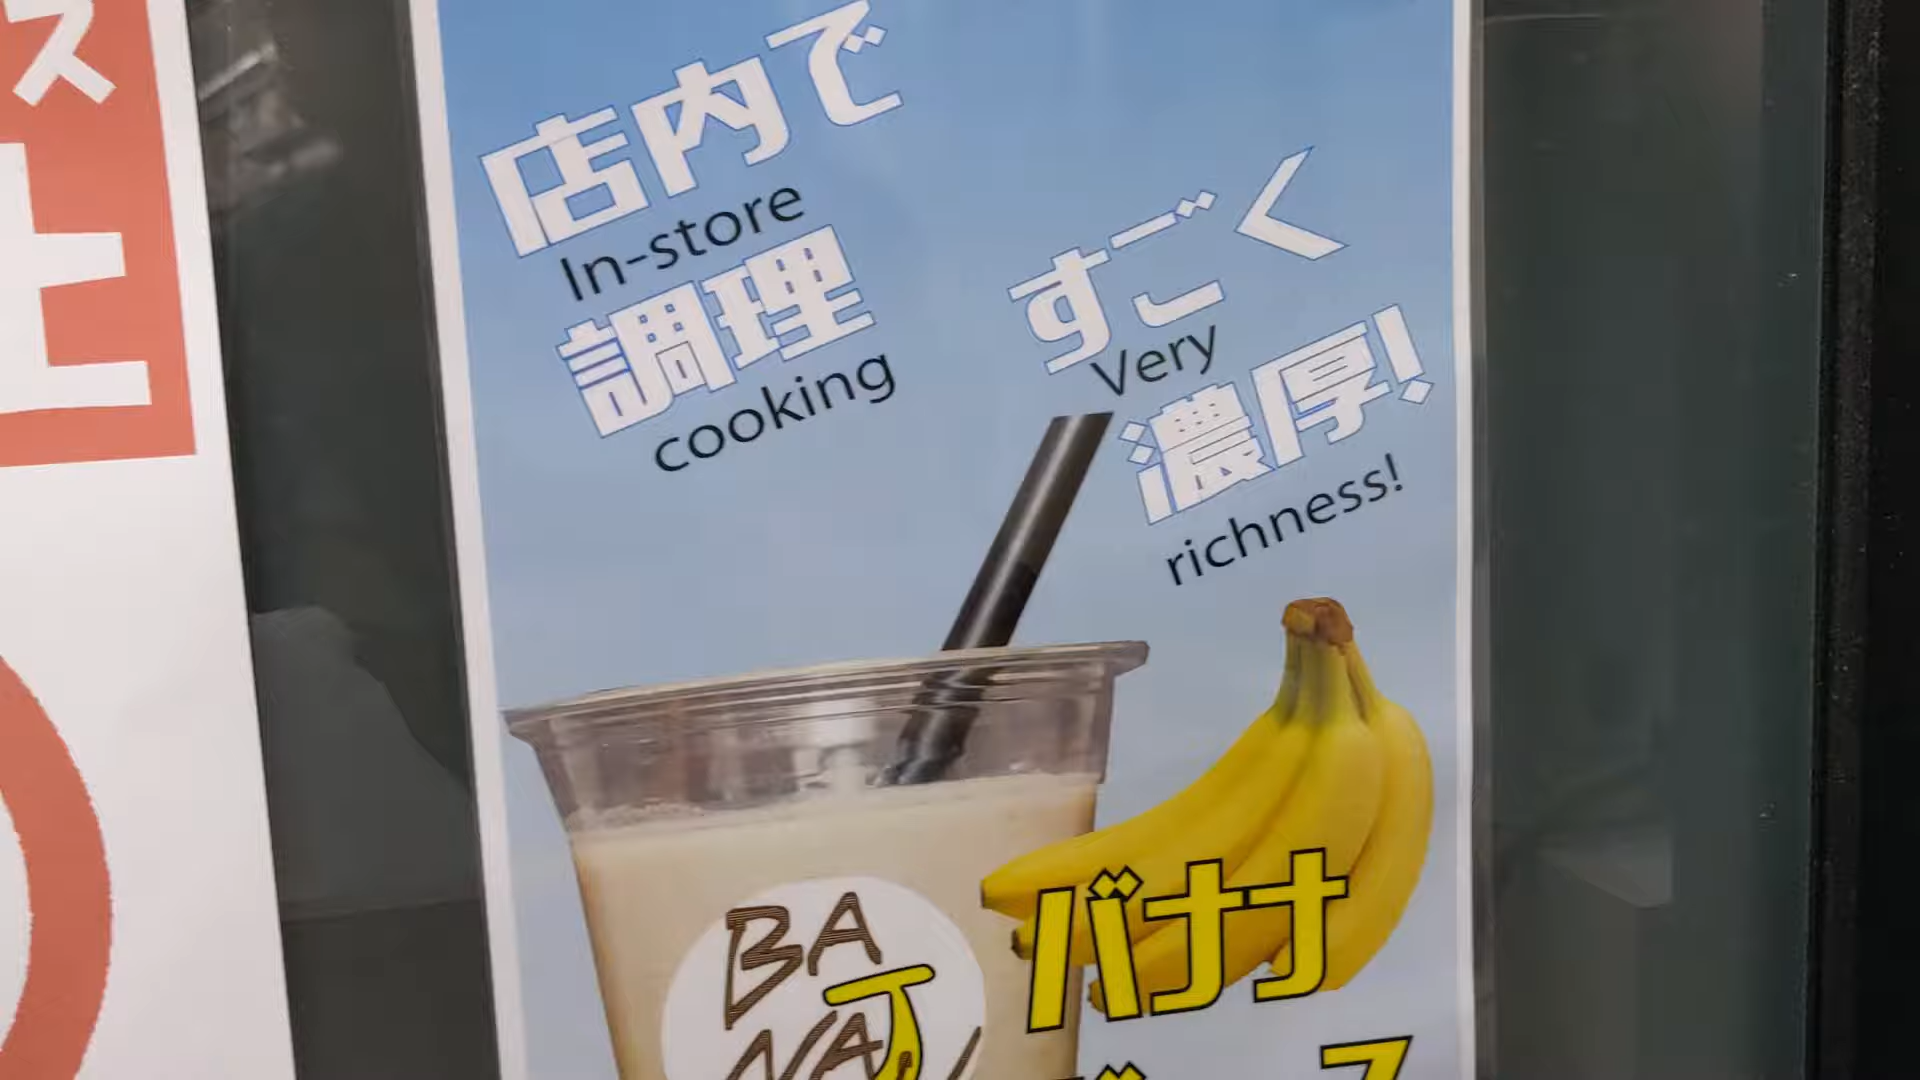 店内で
In-store
調理
cooking
すごく
Very
濃厚!
richness!
BA
NA
J
バナナ
ス